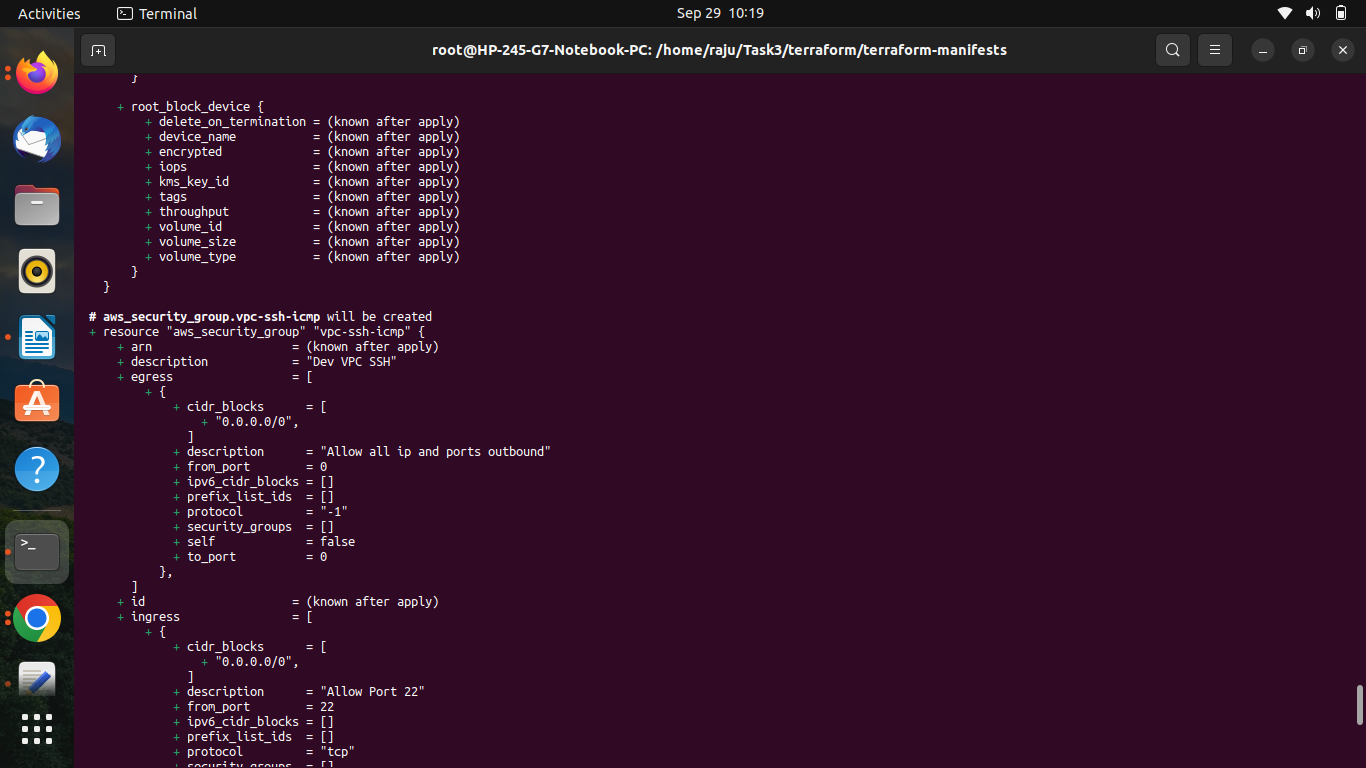 Activities
Terminal
Sep 29 10:19
root@HP-245-G7-Notebook-PC: /home/raju/Task3/terraform/terraform-manifests
}
+ root_block_device {
+ delete_on_termination = (known after apply)
+ device_name = (known after apply)
+ encrypted = (known after apply)
+ iops = (known after apply)
+ kms_key_id = (known after apply)
+ tags = (known after apply)
+ throughput = (known after apply)
+ volume_id = (known after apply)
+ volume_size = (known after apply)
+ volume_type = (known after apply)
}
}
# aws_security_group.vpc-ssh-icmp will be created
+ resource "aws_security_group" "vpc-ssh-icmp" {
+ arn = (known after apply)
+ description = "Dev VPC SSH"
+ egress = [
+ {
+ cidr_blocks = [
+ "0.0.0.0/0",
]
+ description = "Allow all ip and ports outbound"
+ from_port = 0
+ ipv6_cidr_blocks = []
+ prefix_list_ids = []
+ protocol = "-1"
+ security_groups = []
+ self = false
+ to_port = 0
},
]
+ id = (known after apply)
+ ingress = [
+ {
+ cidr_blocks = [
+ "0.0.0.0/0",
]
+ description = "Allow Port 22"
+ from_port = 22
+ ipv6_cidr_blocks = []
+ prefix_list_ids = []
+ protocol = "tcp"
+ security_groups = []